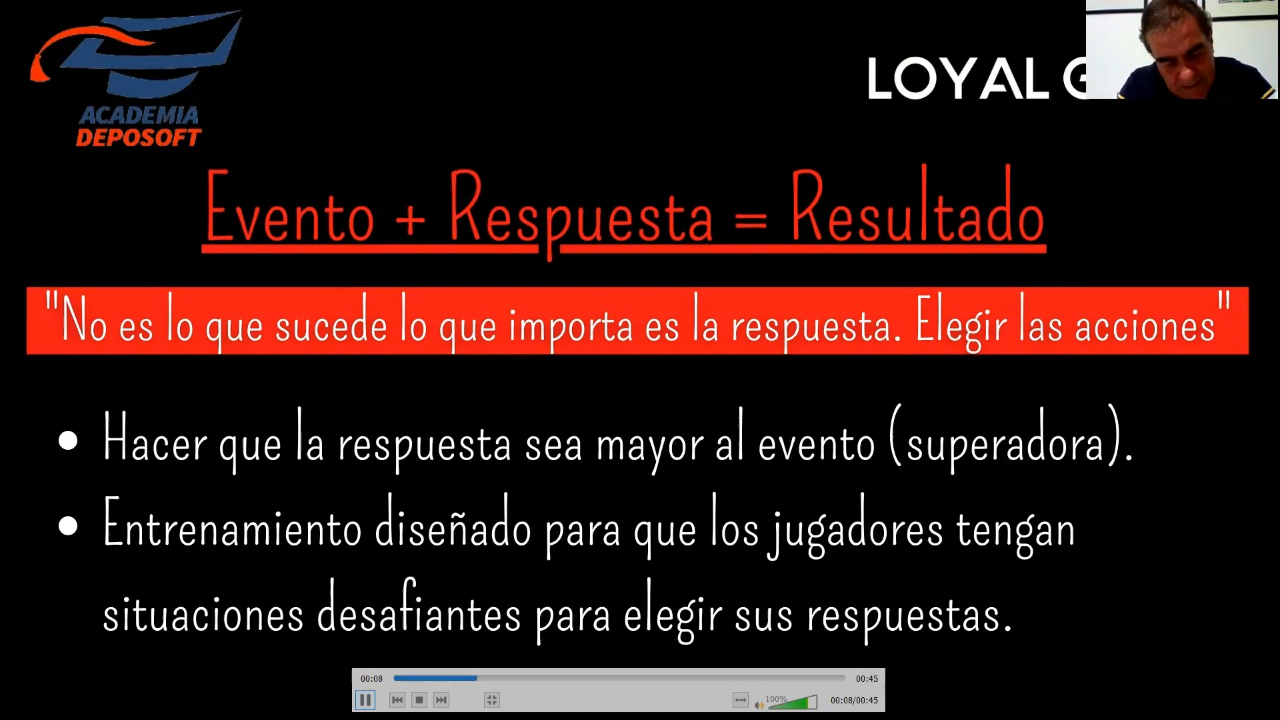 ACADEMIA
DEPOSOFT
LOYAL G
Evento + Respuesta = Resultado
"No es lo que sucede lo que importa es la respuesta. Elegir las acciones"
• Hacer que la respuesta sea mayor al evento (superadora).
• Entrenamiento diseñado para que los jugadores tengan
situaciones desafiantes para elegir sus respuestas.
00:08 00:45
100% 00:08/00:45